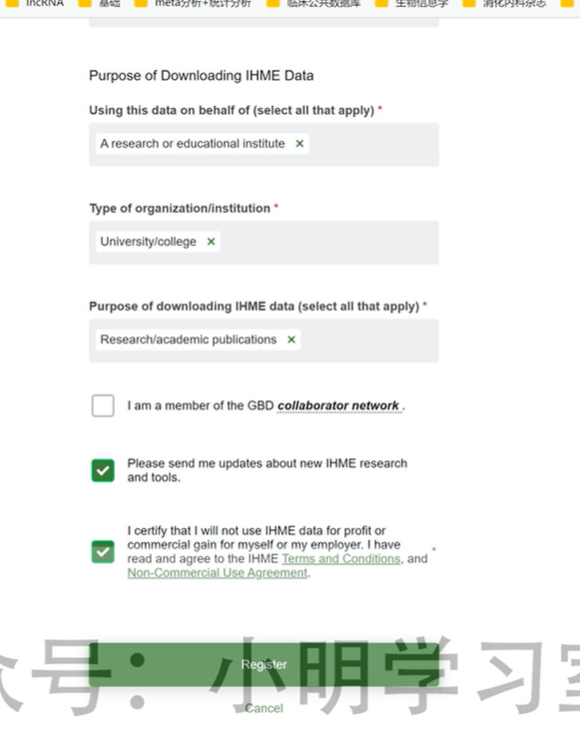 lncRNA 基础 meta分析+统计分析 临床公共数据库 生物信息学 消化内科杂志
Purpose of Downloading IHME Data
Using this data on behalf of (select all that apply) *
A research or educational institute ×
Type of organization/institution *
University/college ×
Purpose of downloading IHME data (select all that apply) *
Research/academic publications ×
I am a member of the GBD collaborator network .
Please send me updates about new IHME research
and tools.
I certify that I will not use IHME data for profit or
commercial gain for myself or my employer. I have
read and agree to the IHME Terms and Conditions, and
Non-Commercial Use Agreement.
*
Register
众号：小明学习室
Cancel